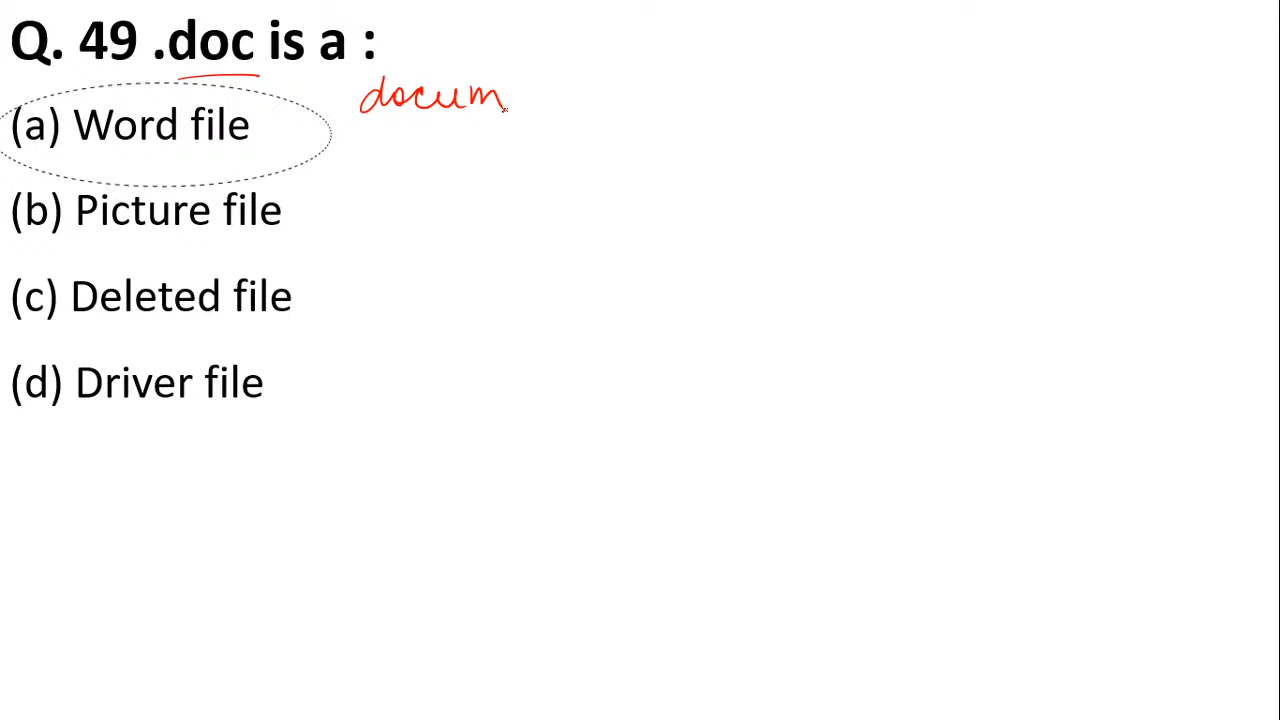 Q. 49 .doc is a :
docum
(a) Word file
(b) Picture file
(c) Deleted file
(d) Driver file